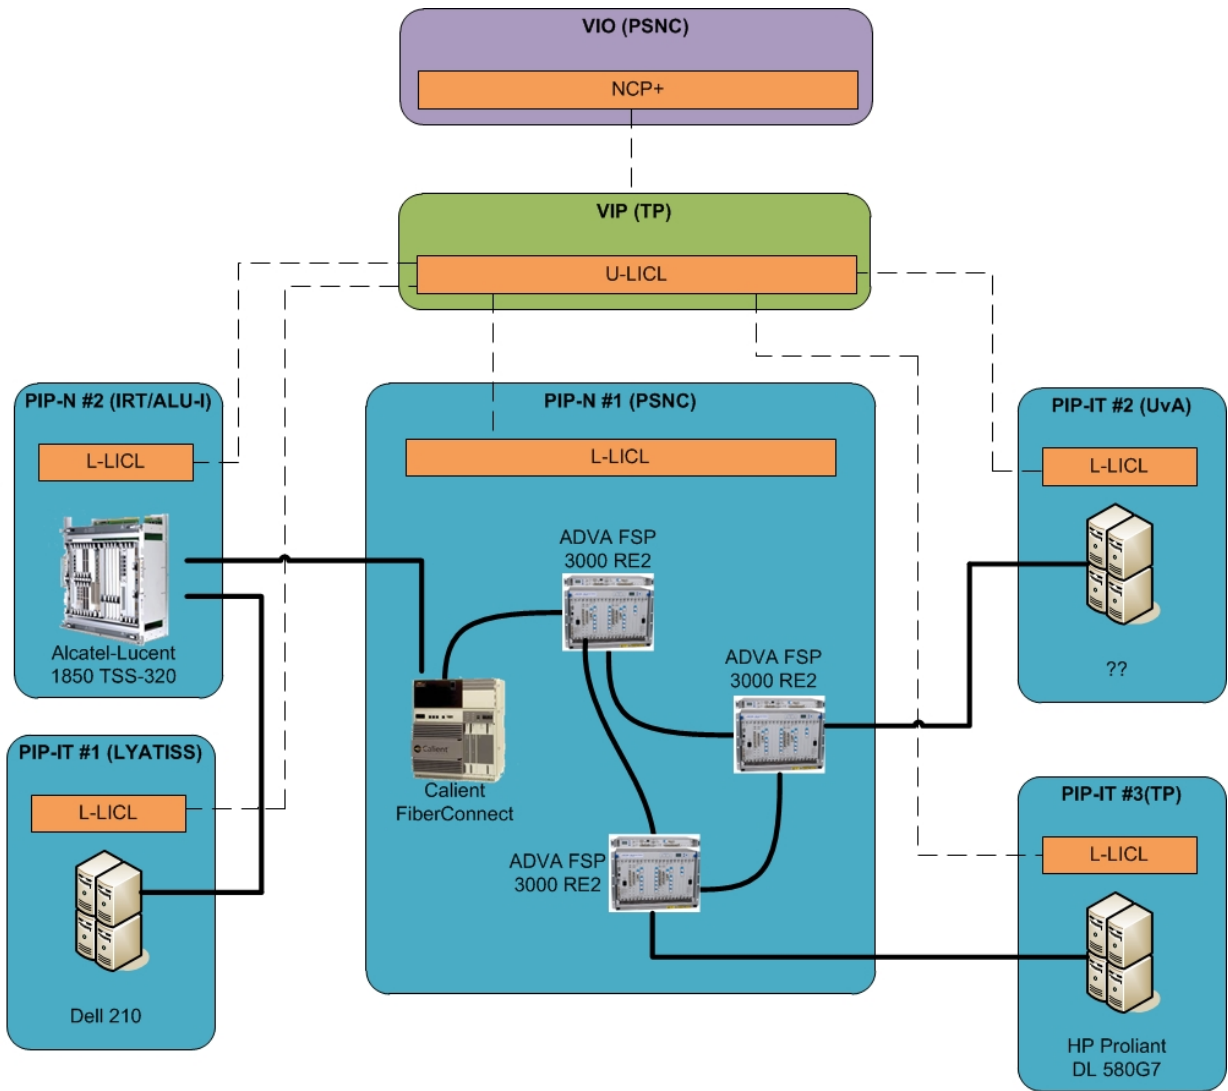 VIO (PSNC)
NCP+
VIP (TP)
U-LICL
PIP-N #2 (IRT/ALU-I)
L-LICL
Alcatel-Lucent
1850 TSS-320
PIP-IT #1 (LYATISS)
L-LICL
Dell 210
PIP-N #1 (PSNC)
L-LICL
ADVA FSP
3000 RE2
ADVA FSP
3000 RE2
Calient
Calient
FiberConnect
ADVA FSP
3000 RE2
PIP-IT #2 (UvA)
L-LICL
??
PIP-IT #3(TP)
L-LICL
HP Proliant
DL 580G7